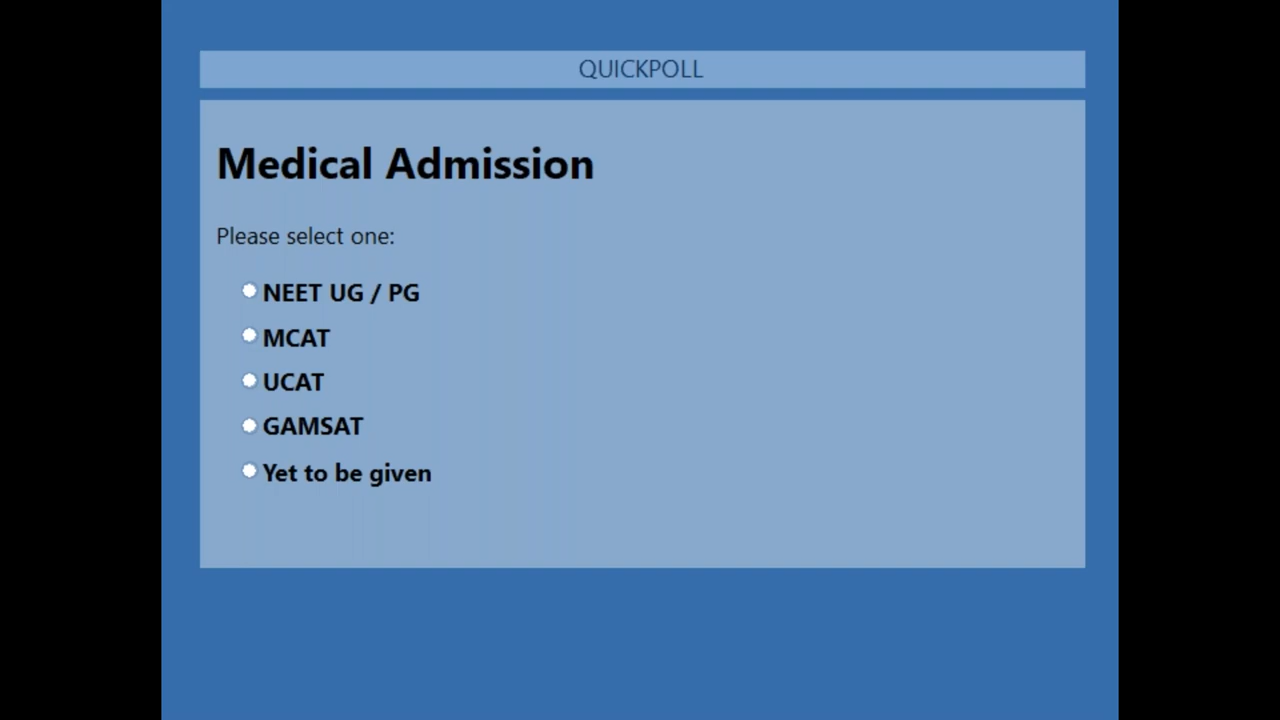 QUICKPOLL
Medical Admission
Please select one:
NEET UG / PG
MCAT
UCAT
GAMSAT
Yet to be given